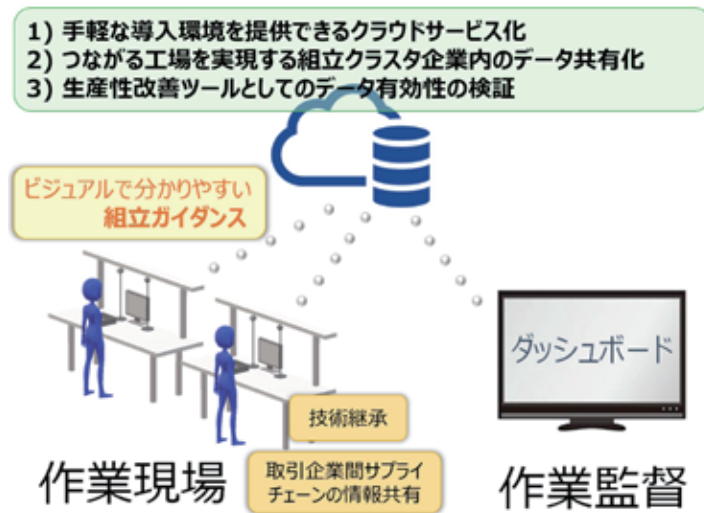 1) 手軽な導入環境を提供できるクラウドサービス化
2) つながる工場を実現する組立クラスタ企業内のデータ共有化
3) 生産性改善ツールとしてのデータ有効性の検証
ビジュアルで分かりやすい
組立ガイダンス
ダッシュボード
技術継承
取引企業間サプライ
チェーンの情報共有
作業現場
作業監督